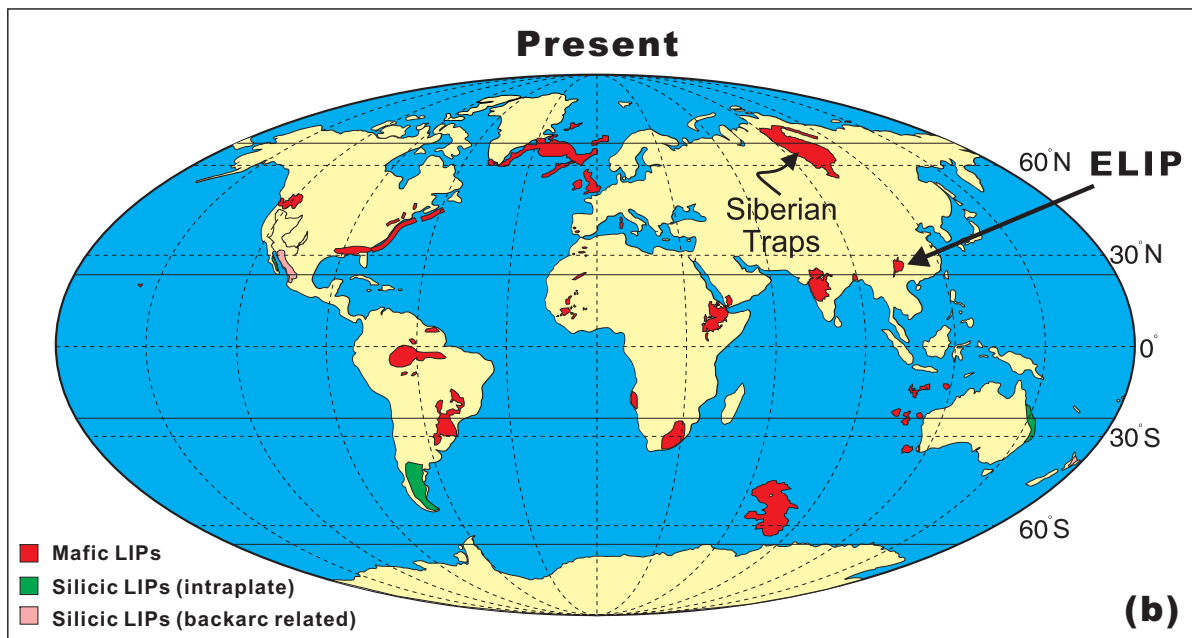 Present
60°N
ELIP
Siberian
Traps
30°N
0°
30°S
60°S
Mafic LIPs
Silicic LIPs (intraplate)
Silicic LIPs (backarc related)
(b)